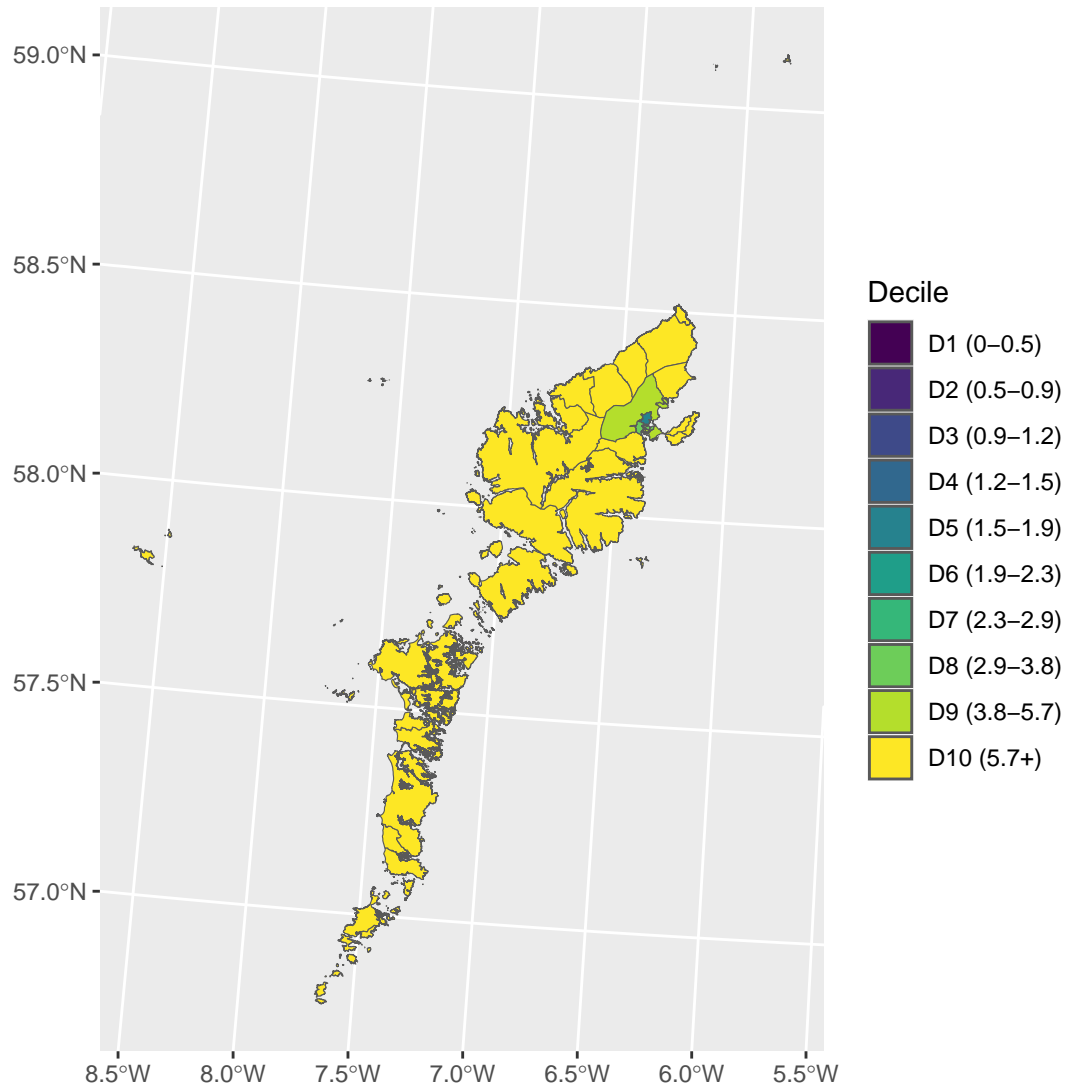 59.0°N
58.5°N
58.0°N
57.5°N
57.0°N
8.5°W 8.0°W 7.5°W 7.0°W 6.5°W 6.0°W 5.5°W
Decile
D1 (0–0.5)
D2 (0.5–0.9)
D3 (0.9–1.2)
D4 (1.2–1.5)
D5 (1.5–1.9)
D6 (1.9–2.3)
D7 (2.3–2.9)
D8 (2.9–3.8)
D9 (3.8–5.7)
D10 (5.7+)